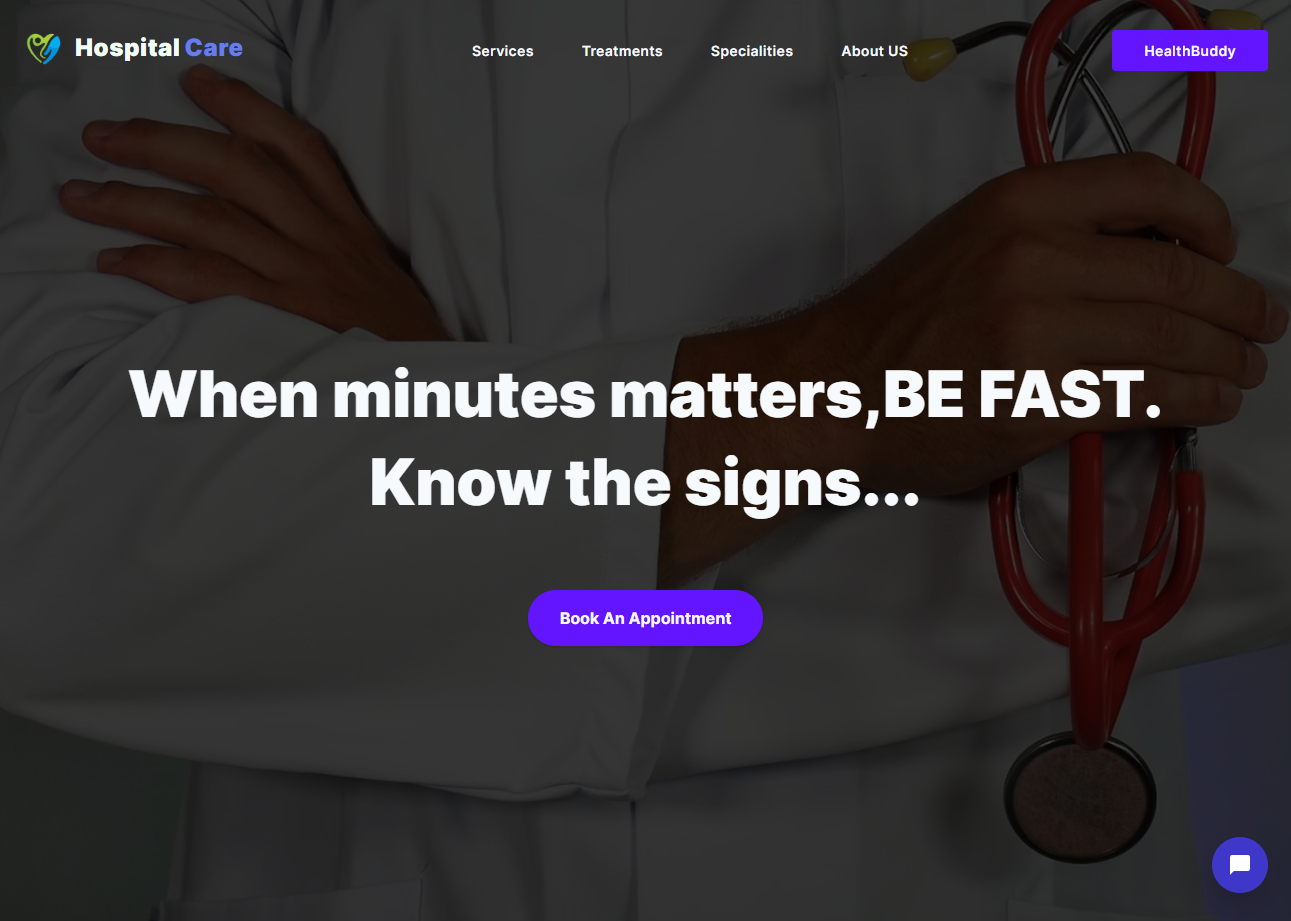 Hospital Care
Services
Treatments
Specialities
About US
HealthBuddy
When minutes matters,BE FAST.
Know the signs...
Book An Appointment